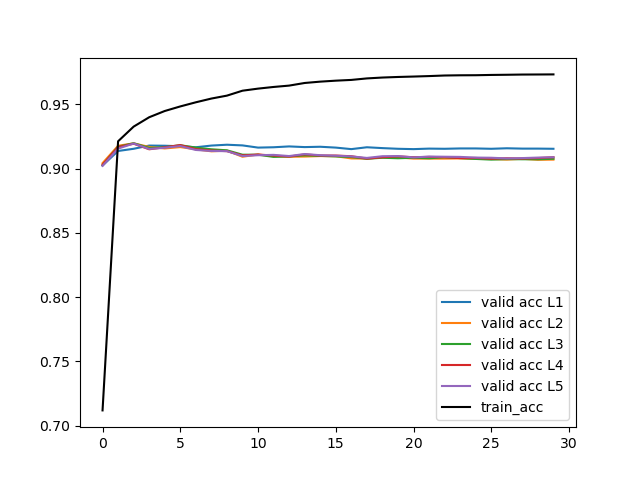 0.95
0.90
0.85
0.80
0.75
0.70
0
5
10
15
20
25
30
valid acc L1
valid acc L2
valid acc L3
valid acc L4
valid acc L5
train_acc